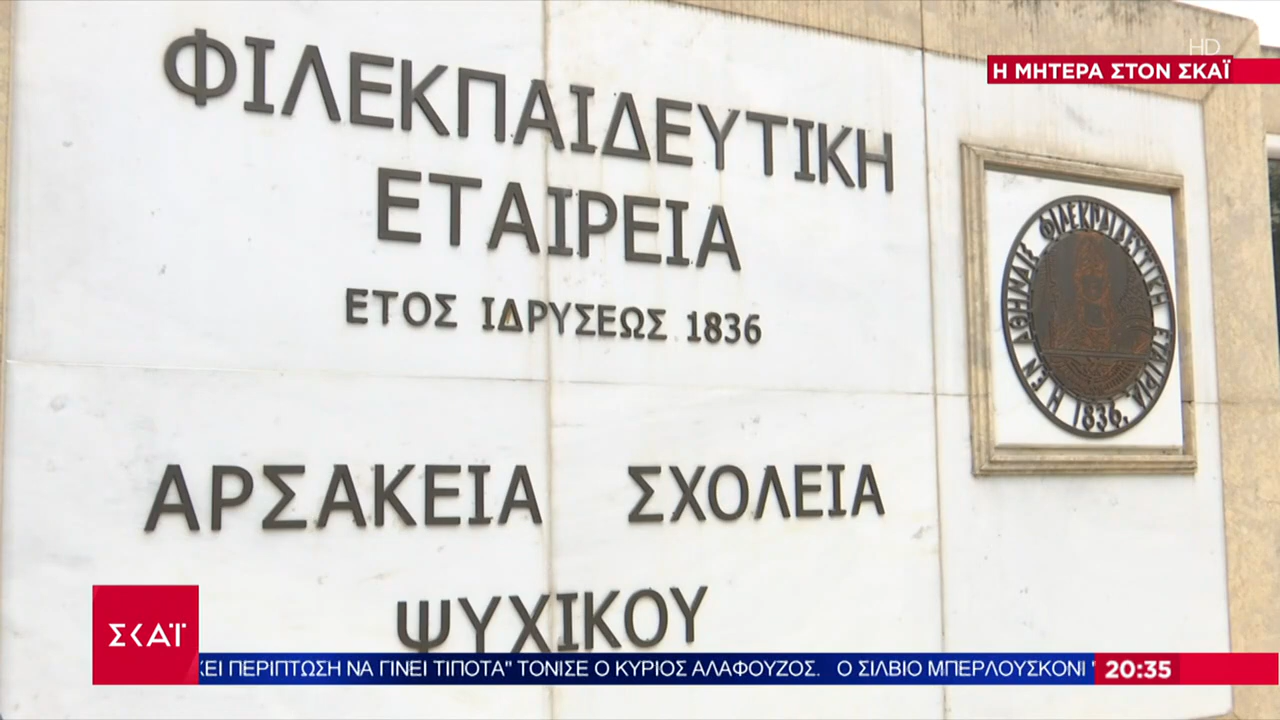 HD
Η ΜΗΤΕΡΑ ΣΤΟΝ ΣΚΑΪ
ΦΙΛΕΚΠΑΙΔΕΥΤΙΚΗ
ΕΤΑΙΡΕΙΑ
ΕΤΟΣ ΙΔΡΥΣΕΩΣ 1836
Η ΕΝ ΑΘΗΝΑΙΣ ΦΙΛΕΚΠΑΙΔΕΥΤΙΚΗ ΕΤΑΙΡΙΑ
1836.
ΑΡΣΑΚΕΙΑ ΣΧΟΛΕΙΑ
ΨΥΧΙΚΟΥ
ΣΚΑΪ
ΠΕΡΙΠΤΩΣΗ ΝΑ ΓΙΝΕΙ ΤΙΠΟΤΑ" ΤΟΝΙΣΕ Ο ΚΥΡΙΟΣ ΑΛΑΦΟΥΖΟΣ. Ο ΣΙΛΒΙΟ ΜΠΕΡΛΟΥΣΚΟΝΙ "
20:35